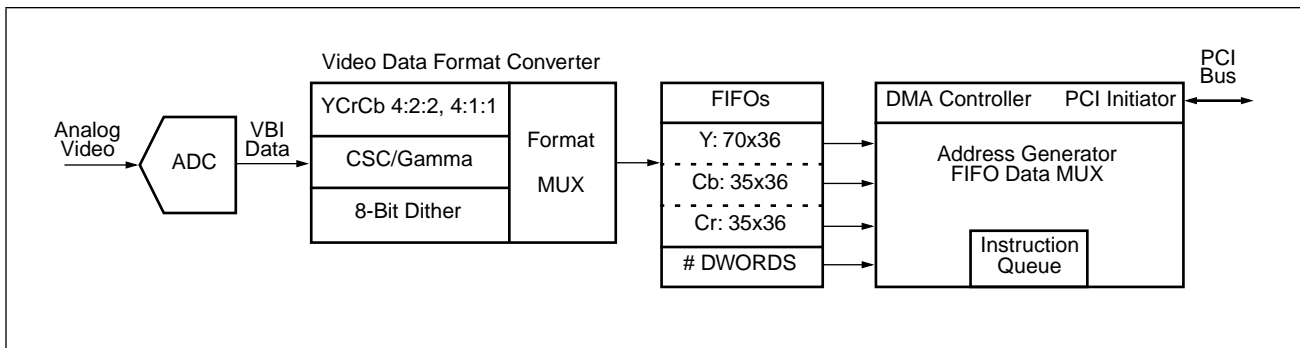 Analog
Video
ADC
VBI
Data
Video Data Format Converter
YCrCb 4:2:2, 4:1:1
CSC/Gamma
8-Bit Dither
Format
MUX
FIFOs
Y: 70x36
Cb: 35x36
Cr: 35x36
# DWORDS
DMA Controller PCI Initiator
Address Generator
FIFO Data MUX
Instruction
Queue
PCI
Bus